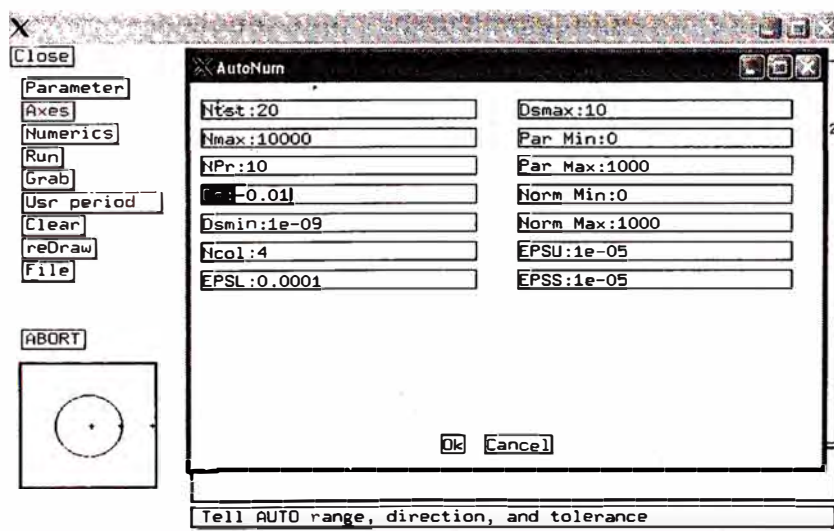 Close
Parameter
Axes
Numerics
Run
Grab
Usr period
Clear
reDraw
File
ABORT
AutoNum
Ntst:20
Nmax:10000
NPr:10
-0.01
Dsmin:1e-09
Ncol:4
EPSL:0.0001
Dsmax:10
Par Min:0
Par Max:1000
Norm Min:0
Norm Max:1000
EPSU:1e-05
EPSS:1e-05
Ok Cancel
Tell AUTO range, direction, and tolerance